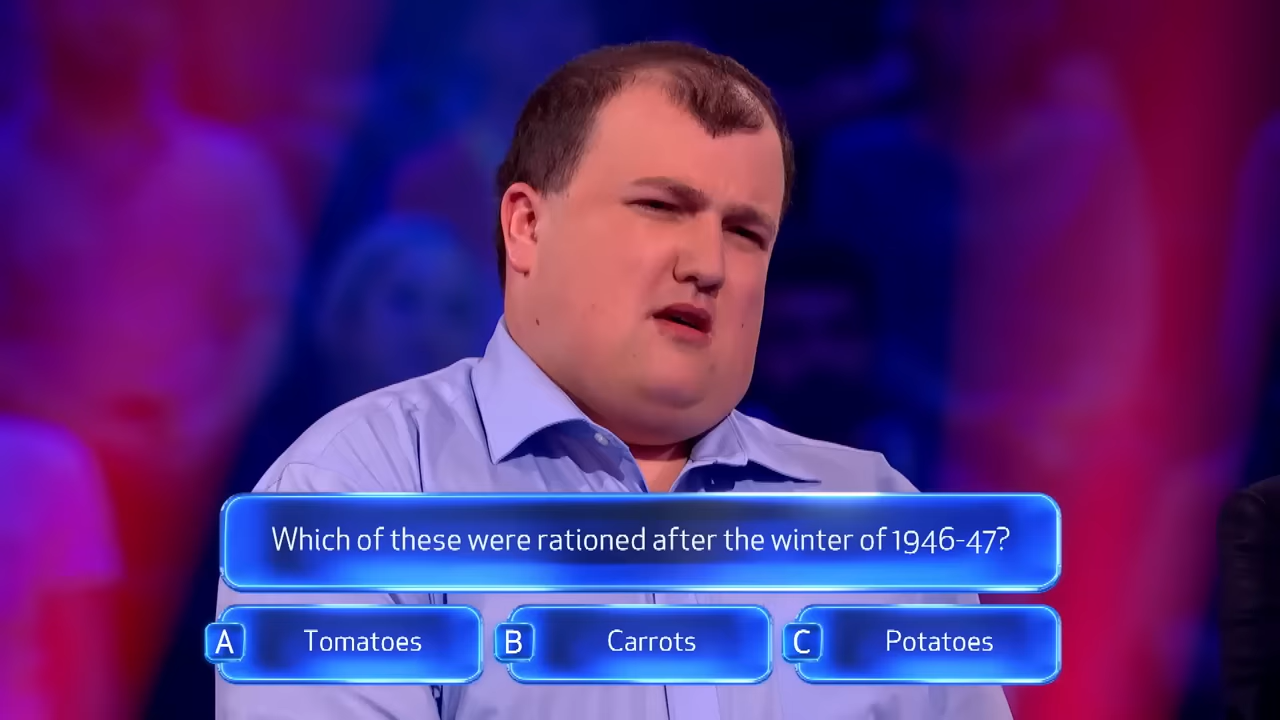 Which of these were rationed after the winter of 1946-47?
A Tomatoes
B Carrots
C Potatoes